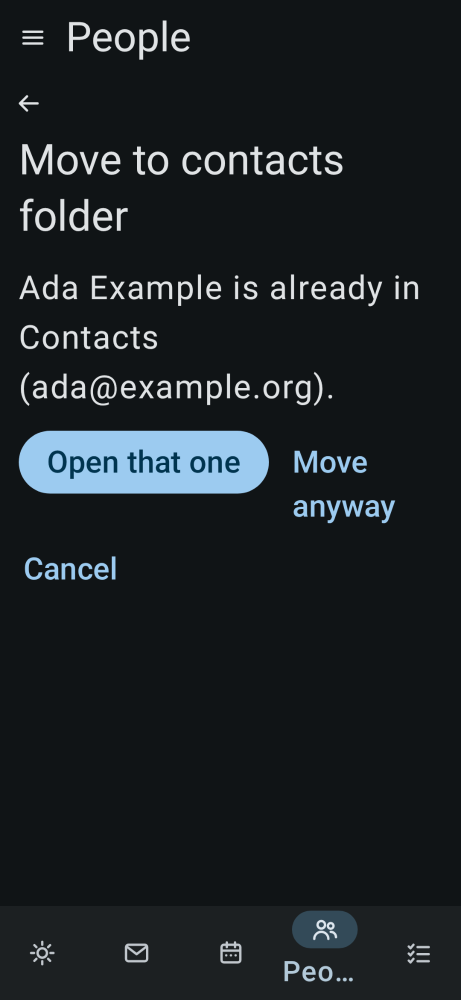 People
Move to contacts
folder
Ada Example is already in
Contacts
(ada@example.org).
Open that one
Move
anyway
Cancel
Peo...